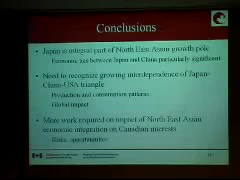 Conclusions
• Japan is integral part of North East Asian growth pole
Economic ties between Japan and China particularly significant
• Need to recognize growing interdependence of Japan-
China-USA triangle
Production and consumption patterns
Global impact
• More work required on impact of North East Asian
economic integration on Canadian interests
Risks, opportunities